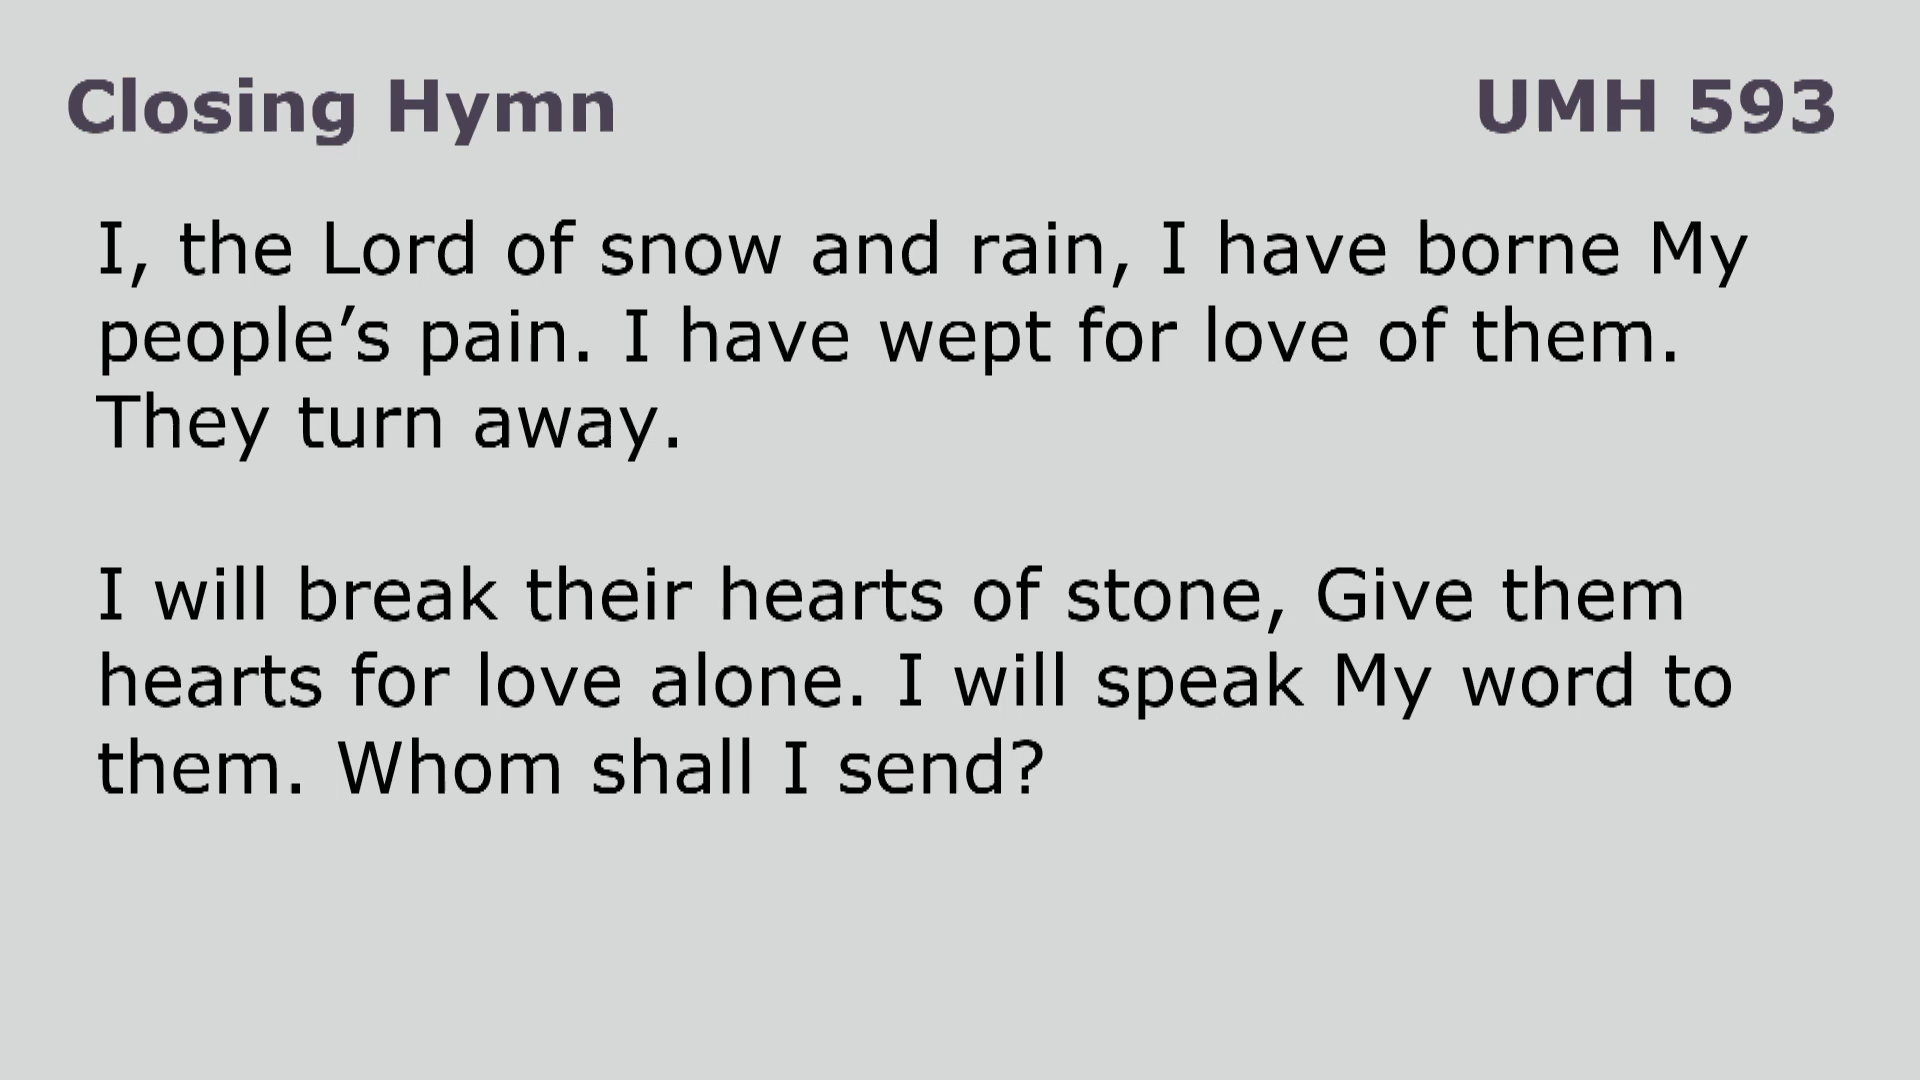 Closing Hymn UMH 593
I, the Lord of snow and rain, I have borne My
people’s pain. I have wept for love of them.
They turn away.
I will break their hearts of stone, Give them
hearts for love alone. I will speak My word to
them. Whom shall I send?